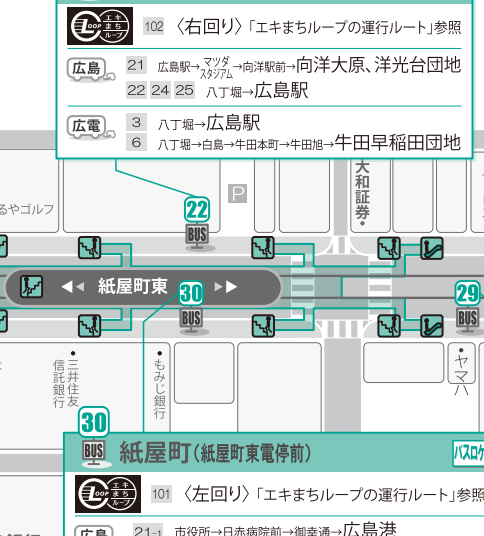 LOOP エキまちループ 102 〈右回り〉「エキまちループの運行ルート」参照
広島 21 広島駅→マツダスタジアム→向洋駅前→向洋大原、洋光台団地
22 24 25 八丁堀→広島駅
広電 3 八丁堀→広島駅
6 八丁堀→白島→牛田本町→牛田旭→牛田早稲田団地
大和証券
るやゴルフ
22
P
BUS
紙屋町東
30
29
BUS
BUS
三井住友信託銀行
もみじ銀行
ヤマハ
30
BUS
紙屋町(紙屋町東電停前)
バスロケ
LOOP エキまちループ 101 〈左回り〉「エキまちループの運行ルート」参照
広島 21-1 市役所→日赤病院前→御幸通→広島港